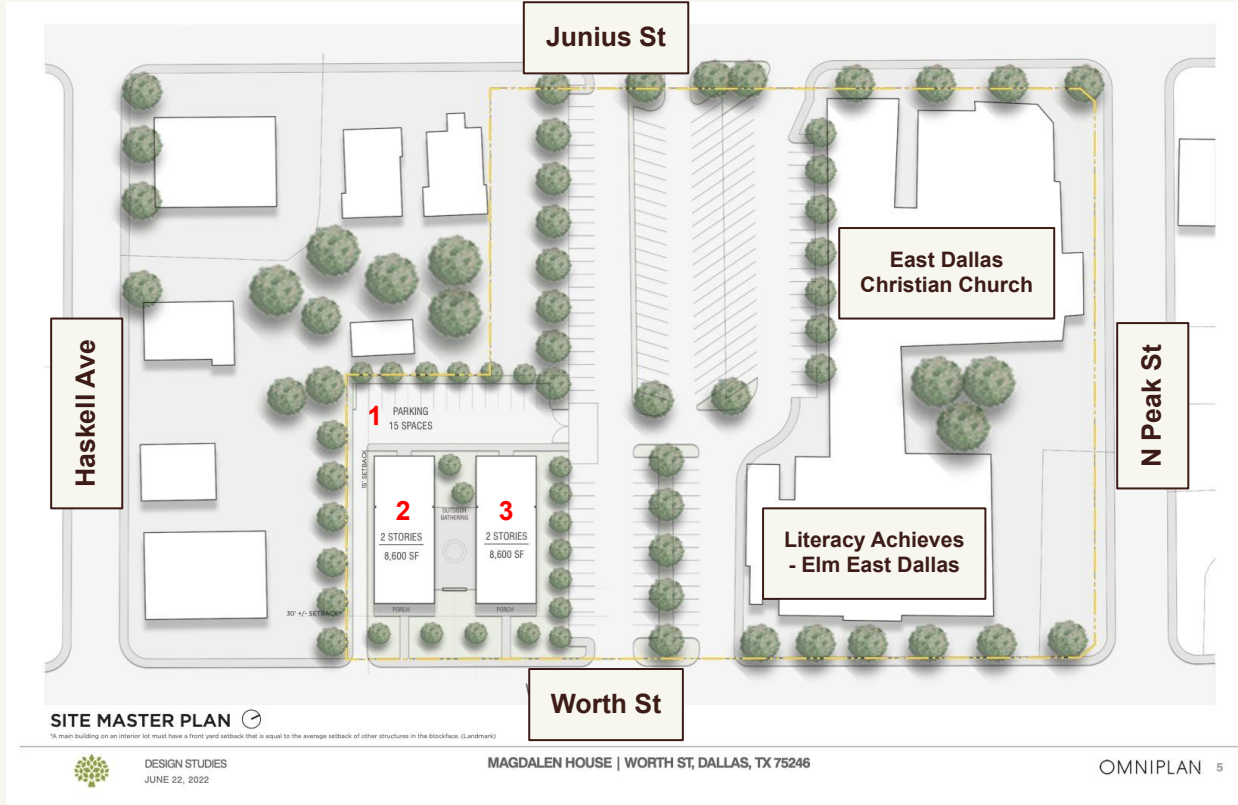 Junius St
East Dallas
Christian Church
Haskell Ave
N Peak St
1
PARKING
15 SPACES
15' SETBACK
2
2 STORIES
8,600 SF
OUTDOOR
GATHERING
3
2 STORIES
8,600 SF
Literacy Achieves
- Elm East Dallas
30' +/- SETBACK*
PORCH
PORCH
Worth St
SITE MASTER PLAN
*A main building on an interior lot must have a front yard setback that is equal to the average setback of other structures in the blockface. (Landmark)
DESIGN STUDIES
JUNE 22, 2022
MAGDALEN HOUSE | WORTH ST, DALLAS, TX 75246
OMNIPLAN 5